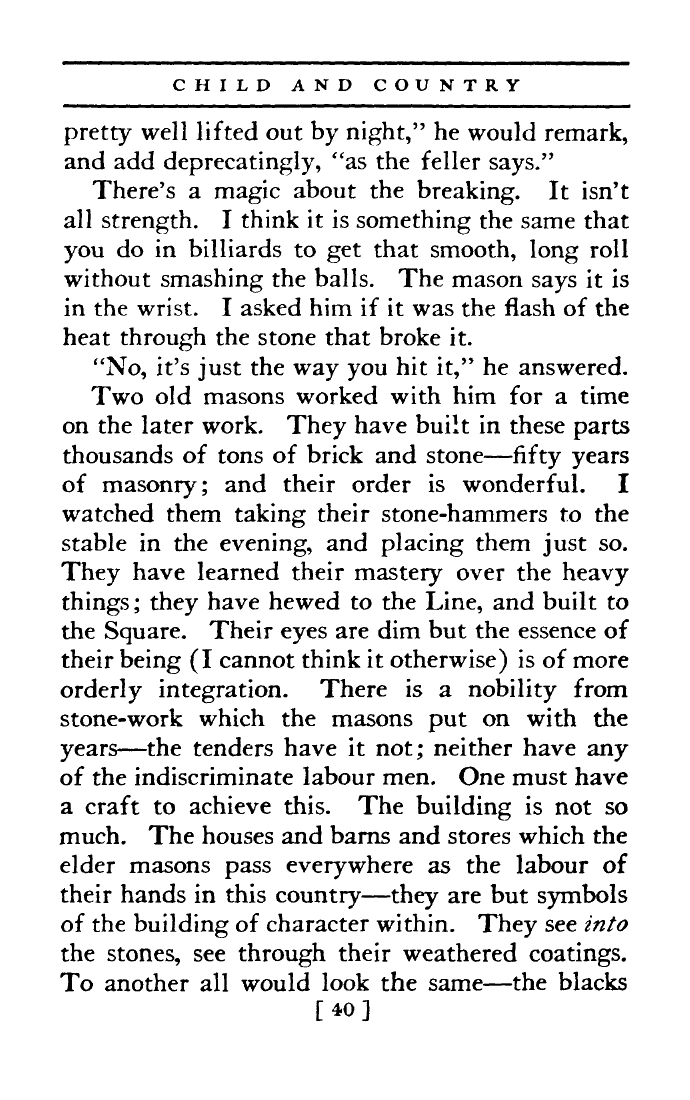 CHILD AND COUNTRY
pretty well lifted out by night,” he would remark,
and add deprecatingly, “as the feller says.”
There’s a magic about the breaking. It isn’t
all strength. I think it is something the same that
you do in billiards to get that smooth, long roll
without smashing the balls. The mason says it is
in the wrist. I asked him if it was the flash of the
heat through the stone that broke it.
“No, it’s just the way you hit it,” he answered.
Two old masons worked with him for a time
on the later work. They have built in these parts
thousands of tons of brick and stone—fifty years
of masonry; and their order is wonderful. I
watched them taking their stone-hammers to the
stable in the evening, and placing them just so.
They have learned their mastery over the heavy
things; they have hewed to the Line, and built to
the Square. Their eyes are dim but the essence of
their being (I cannot think it otherwise) is of more
orderly integration. There is a nobility from
stone-work which the masons put on with the
years—the tenders have it not; neither have any
of the indiscriminate labour men. One must have
a craft to achieve this. The building is not so
much. The houses and barns and stores which the
elder masons pass everywhere as the labour of
their hands in this country—they are but symbols
of the building of character within. They see into
the stones, see through their weathered coatings.
To another all would look the same—the blacks
[ 40 ]